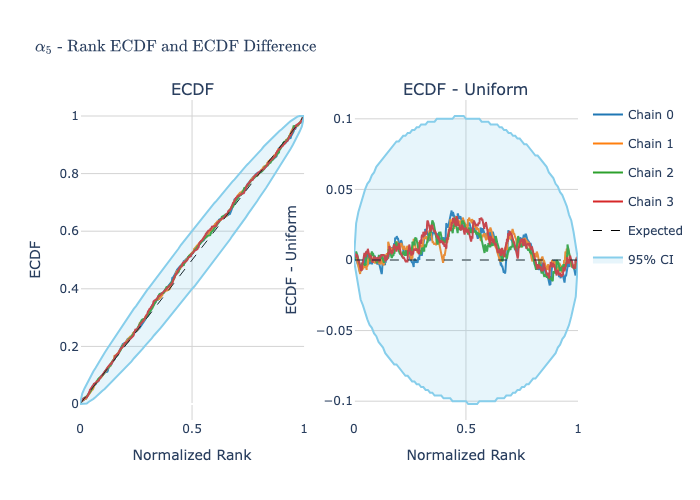 α₅ - Rank ECDF and ECDF Difference
ECDF
ECDF - Uniform
ECDF
1
0.8
0.6
0.4
0.2
0
0
0.5
1
Normalized Rank
ECDF - Uniform
0.1
0.05
0
−0.05
−0.1
0
0.5
1
Normalized Rank
Chain 0
Chain 1
Chain 2
Chain 3
Expected
95% CI